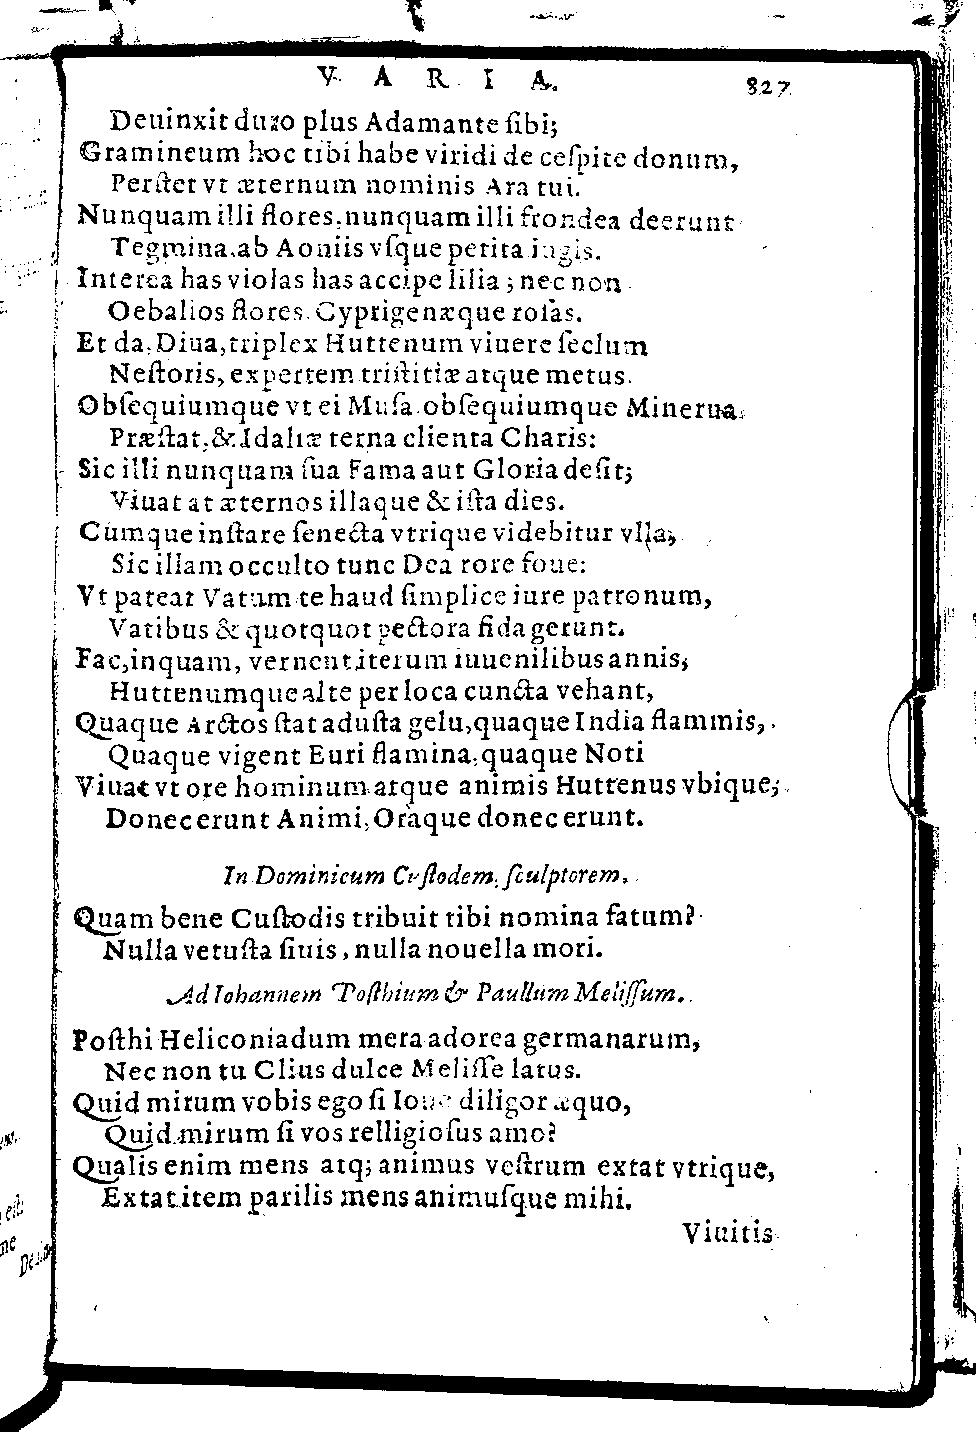 VARIA. 827
Deuinxit duro plus Adamante ſibi;
Gramineum hoc tibi habe viridi de ceſpite donum,
Perſtet vt æternum nominis Ara tui.
Nunquam illi flores, nunquam illi frondea deerunt
Tegmina, ab Aoniis vſque petita iugis.
Interea has violas has accipe lilia; nec non
Oebalios flores, Cyprigenæque roſas.
Et da, Diua, triplex Huttenum viuere ſeclum
Neſtoris, expertem triſtitiæ atque metus.
Obſequiumque vt ei Muſa, obſequiumque Minerua,
Præſtat, & Idaliæ terna clienta Charis:
Sic illi nunquam ſua Fama aut Gloria deſit;
Viuat at æternos illaque & iſta dies.
Cumque inſtare ſenecta vtrique videbitur vlla,
Sic illam occulto tunc Dea rore foue:
Vt pateat Vatum te haud ſimplice iure patronum,
Vatibus & quotquot pectora fida gerunt.
Fac, inquam, vernent iterum iuuenilibus annis,
Huttenumque alte per loca cuncta vehant,
Quaque Arctos ſtat aduſta gelu, quaque India flammis,
Quaque vigent Euri flamina, quaque Noti
Viuat vt ore hominum atque animis Huttenus vbique,
Donec erunt Animi, Oraque donec erunt.
In Dominicum Cuſtodem, ſculptorem.
Quam bene Cuſtodis tribuit tibi nomina fatum?
Nulla vetuſta ſiuis, nulla nouella mori.
Ad Iohannem Poſthium & Paullum Meliſſum.
Poſthi Heliconiadum mera adorea germanarum,
Nec non tu Clius dulce Meliſſe latus.
Quid mirum vobis ego ſi Ioue diligor æquo,
Quid mirum ſi vos relligioſus amo?
Qualis enim mens atq; animus veſtrum extat vtrique,
Extat item parilis mens animuſque mihi.
Viuitis